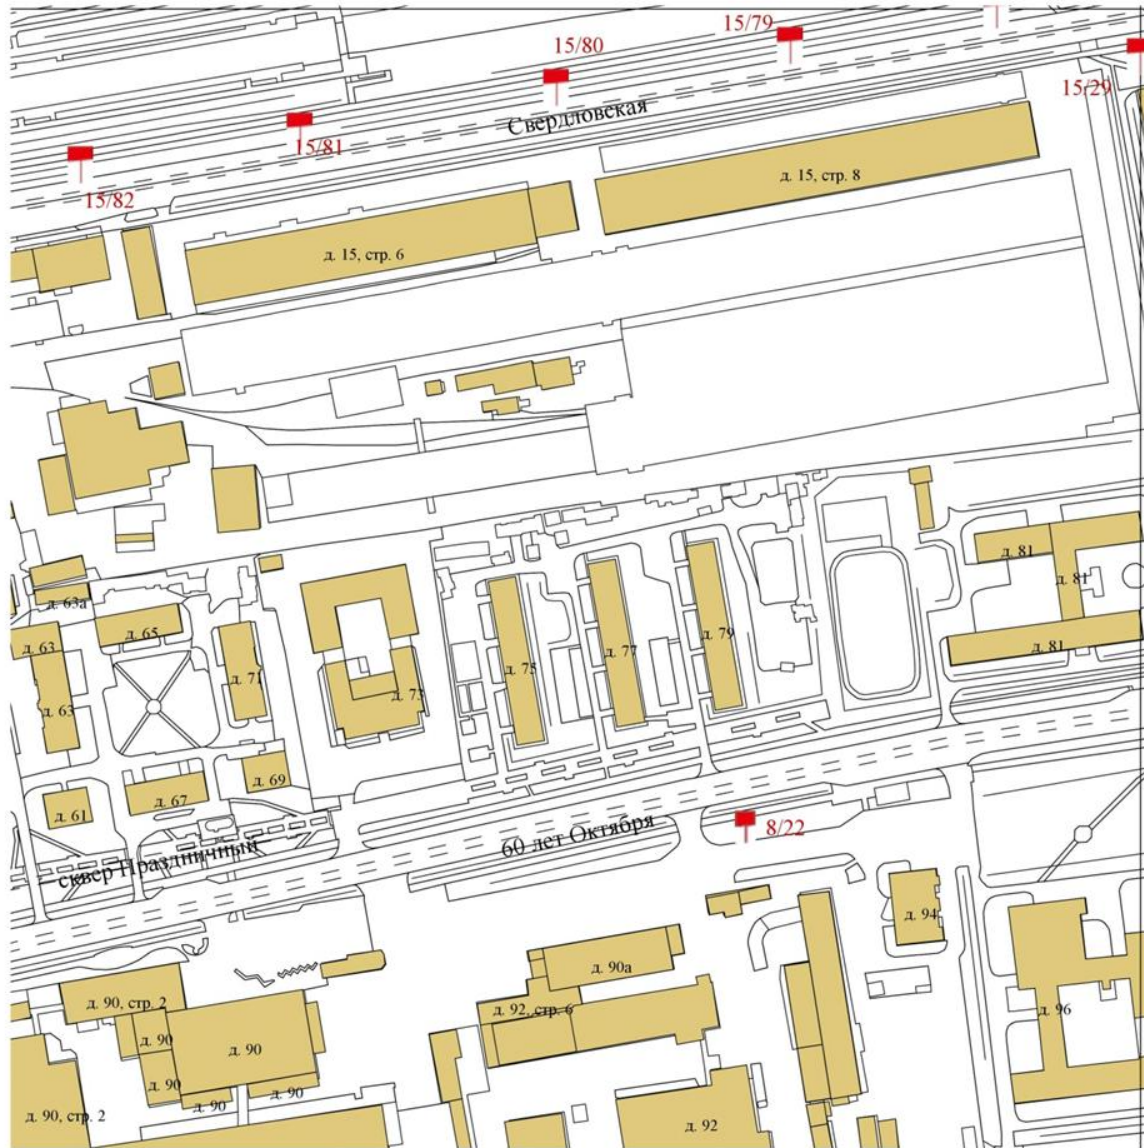 15/79
15/80
15/29
Свердловская
15/81
15/82
д. 15, стр. 8
д. 15, стр. 6
д. 81
д. 81
д. 63а
д. 65
д. 63
д. 79
д. 81
д. 77
д. 75
д. 71
д. 73
д. 63
д. 69
д. 67
д. 61
8/22
60 лет Октября
сквер Праздничный
д. 94
д. 90а
д. 90, стр. 2
д. 92, стр. 6
д. 96
д. 90
д. 90
д. 90
д. 90
д. 90
д. 90, стр. 2
д. 92